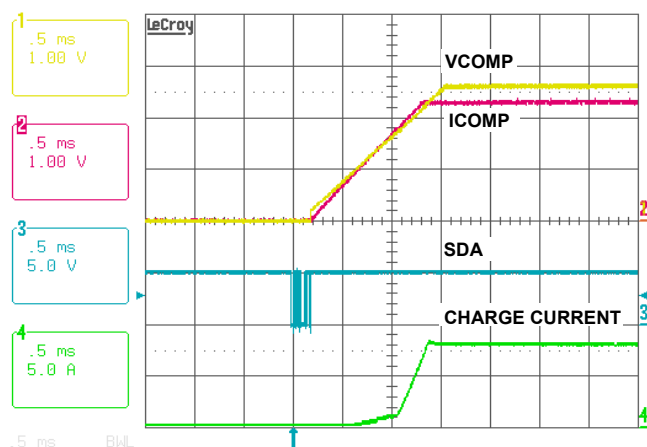 LeCroy
1
.5 ms
1.00 V
2
.5 ms
1.00 V
3
.5 ms
5.0 V
4
.5 ms
5.0 A
.5 ms BWL
VCOMP
ICOMP
2
SDA
3
CHARGE CURRENT
4